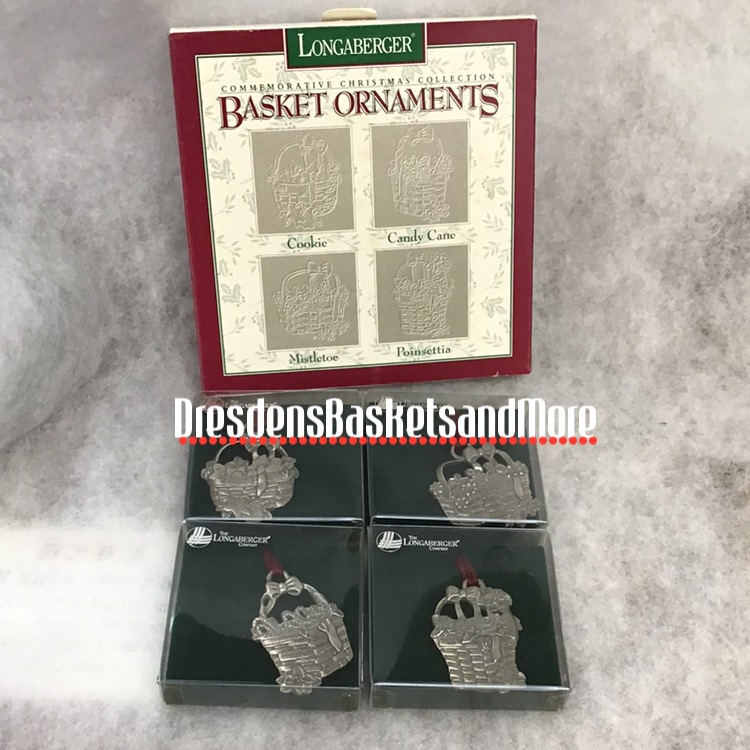 LONGABERGER®
COMMEMORATIVE CHRISTMAS COLLECTION
BASKET ORNAMENTS
Cookie
Candy Cane
Mistletoe
Poinsettia
DresdensBasketsandMore
THE
LONGABERGER®
COMPANY
THE
LONGABERGER®
COMPANY